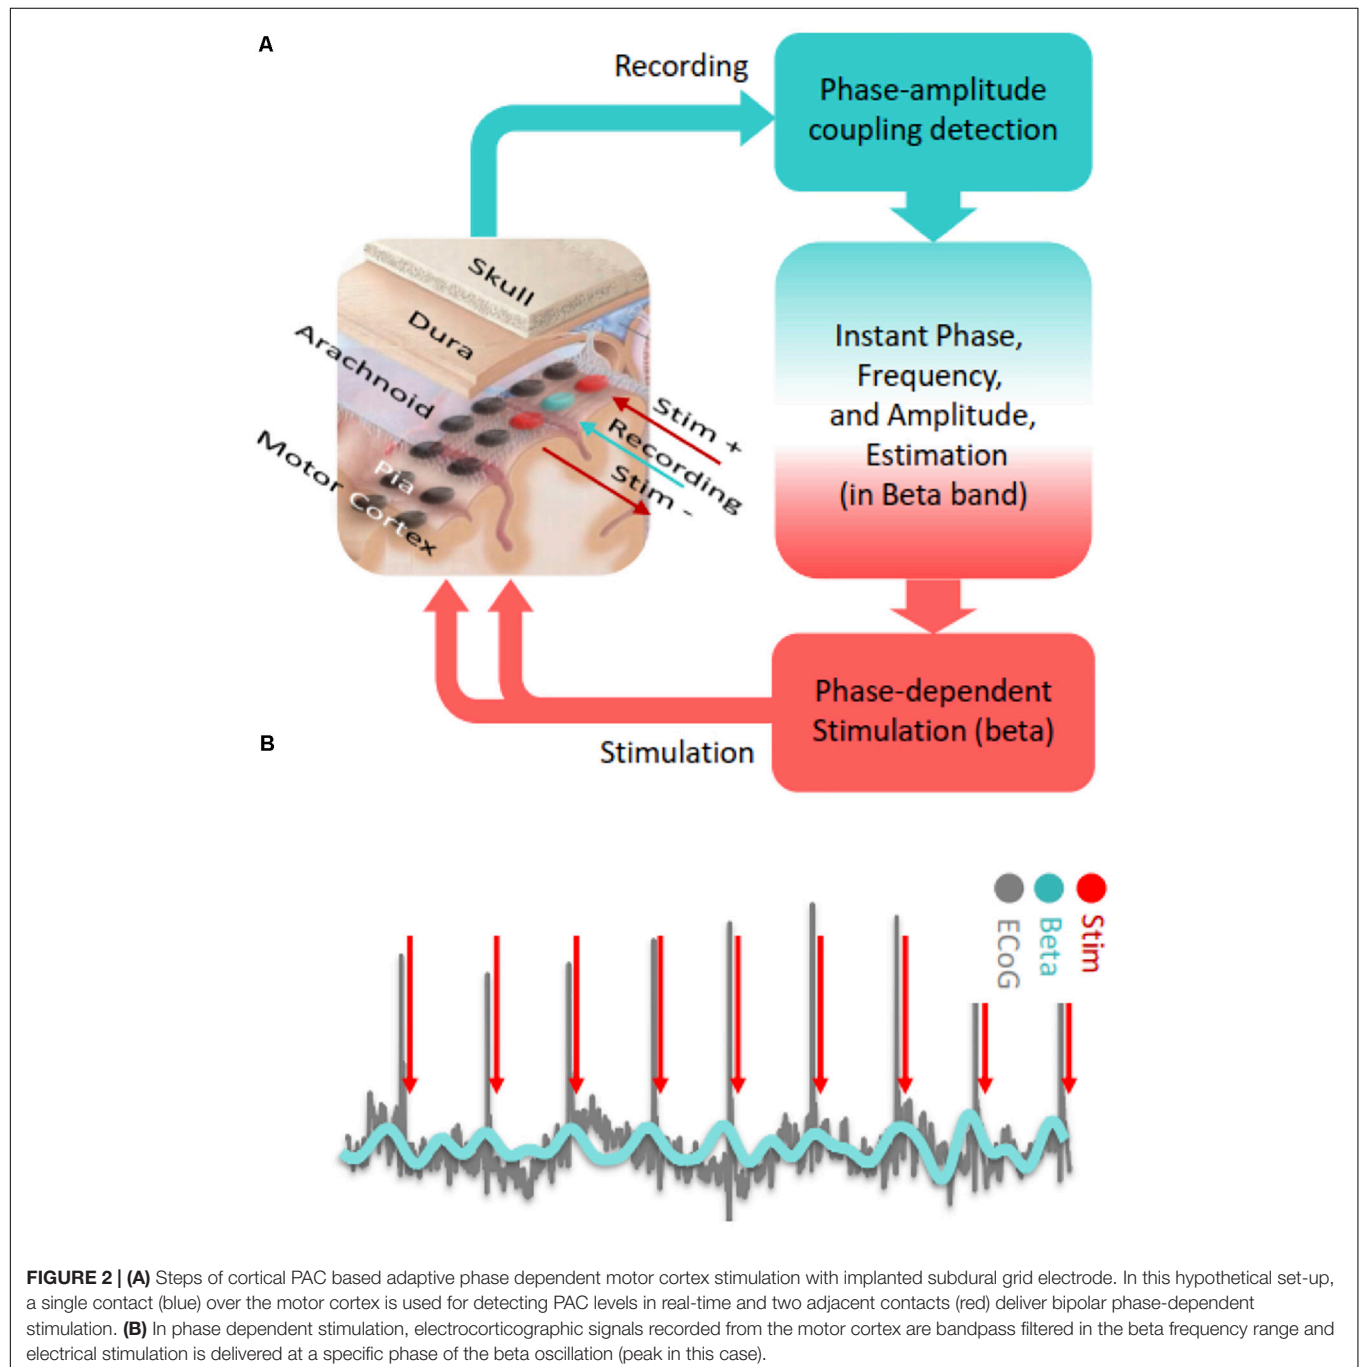 A
Recording
Phase-amplitude
coupling detection
Skull
Dura
Arachnoid
Pia
Motor Cortex
Stim +
Recording
Stim -
Instant Phase,
Frequency,
and Amplitude,
Estimation
(in Beta band)
Phase-dependent
Stimulation (beta)
Stimulation
B
ECoG
Beta
Stim
FIGURE 2 | (A) Steps of cortical PAC based adaptive phase dependent motor cortex stimulation with implanted subdural grid electrode. In this hypothetical set-up,
a single contact (blue) over the motor cortex is used for detecting PAC levels in real-time and two adjacent contacts (red) deliver bipolar phase-dependent
stimulation. (B) In phase dependent stimulation, electrocorticographic signals recorded from the motor cortex are bandpass filtered in the beta frequency range and
electrical stimulation is delivered at a specific phase of the beta oscillation (peak in this case).